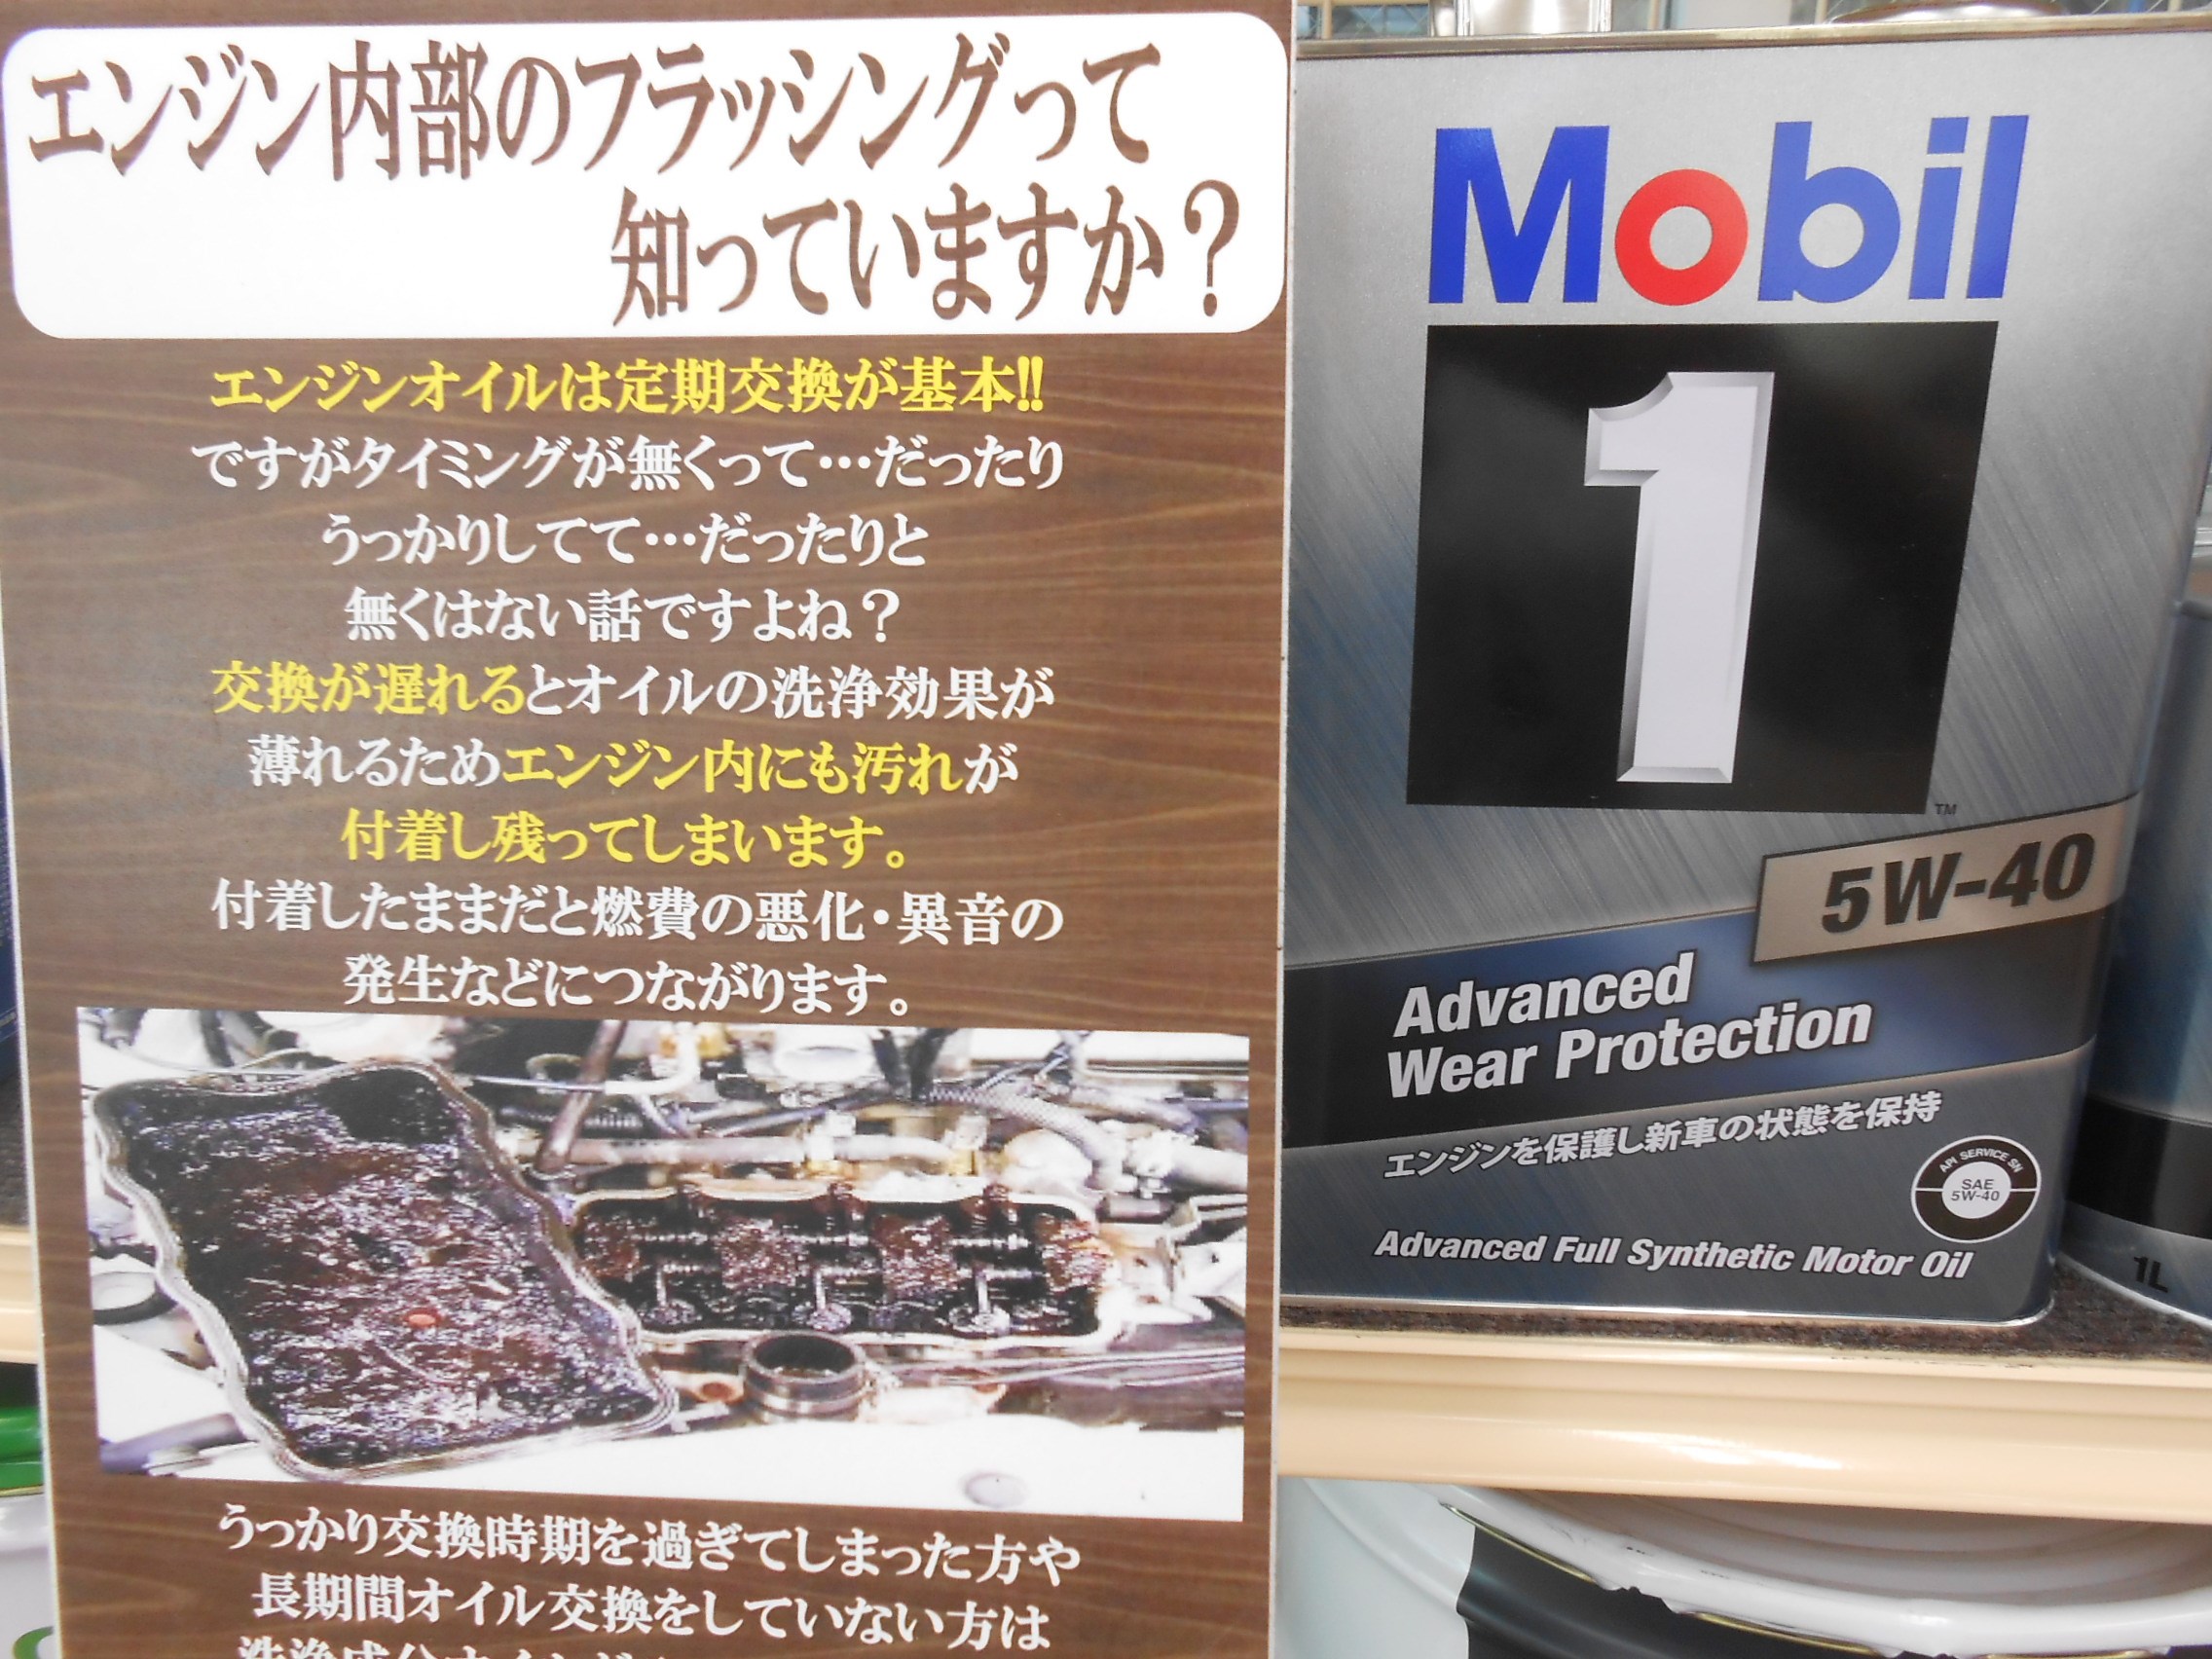 エンジン内部のフラッシングって
知っていますか？
エンジンオイルは定期交換が基本!!
ですがタイミングが無くって…だったり
うっかりしてて…だったりと
無くはない話ですよね？
交換が遅れるとオイルの洗浄効果が
薄れるためエンジン内にも汚れが
付着し残ってしまいます。
付着したままだと燃費の悪化・異音の
発生などにつながります。
うっかり交換時期を過ぎてしまった方や
長期間オイル交換をしていない方は
Mobil
1
TM
5W-40
Advanced
Wear Protection
エンジンを保護し新車の状態を保持
API SERVICE SN
SAE
5W-40
Advanced Full Synthetic Motor Oil
1L